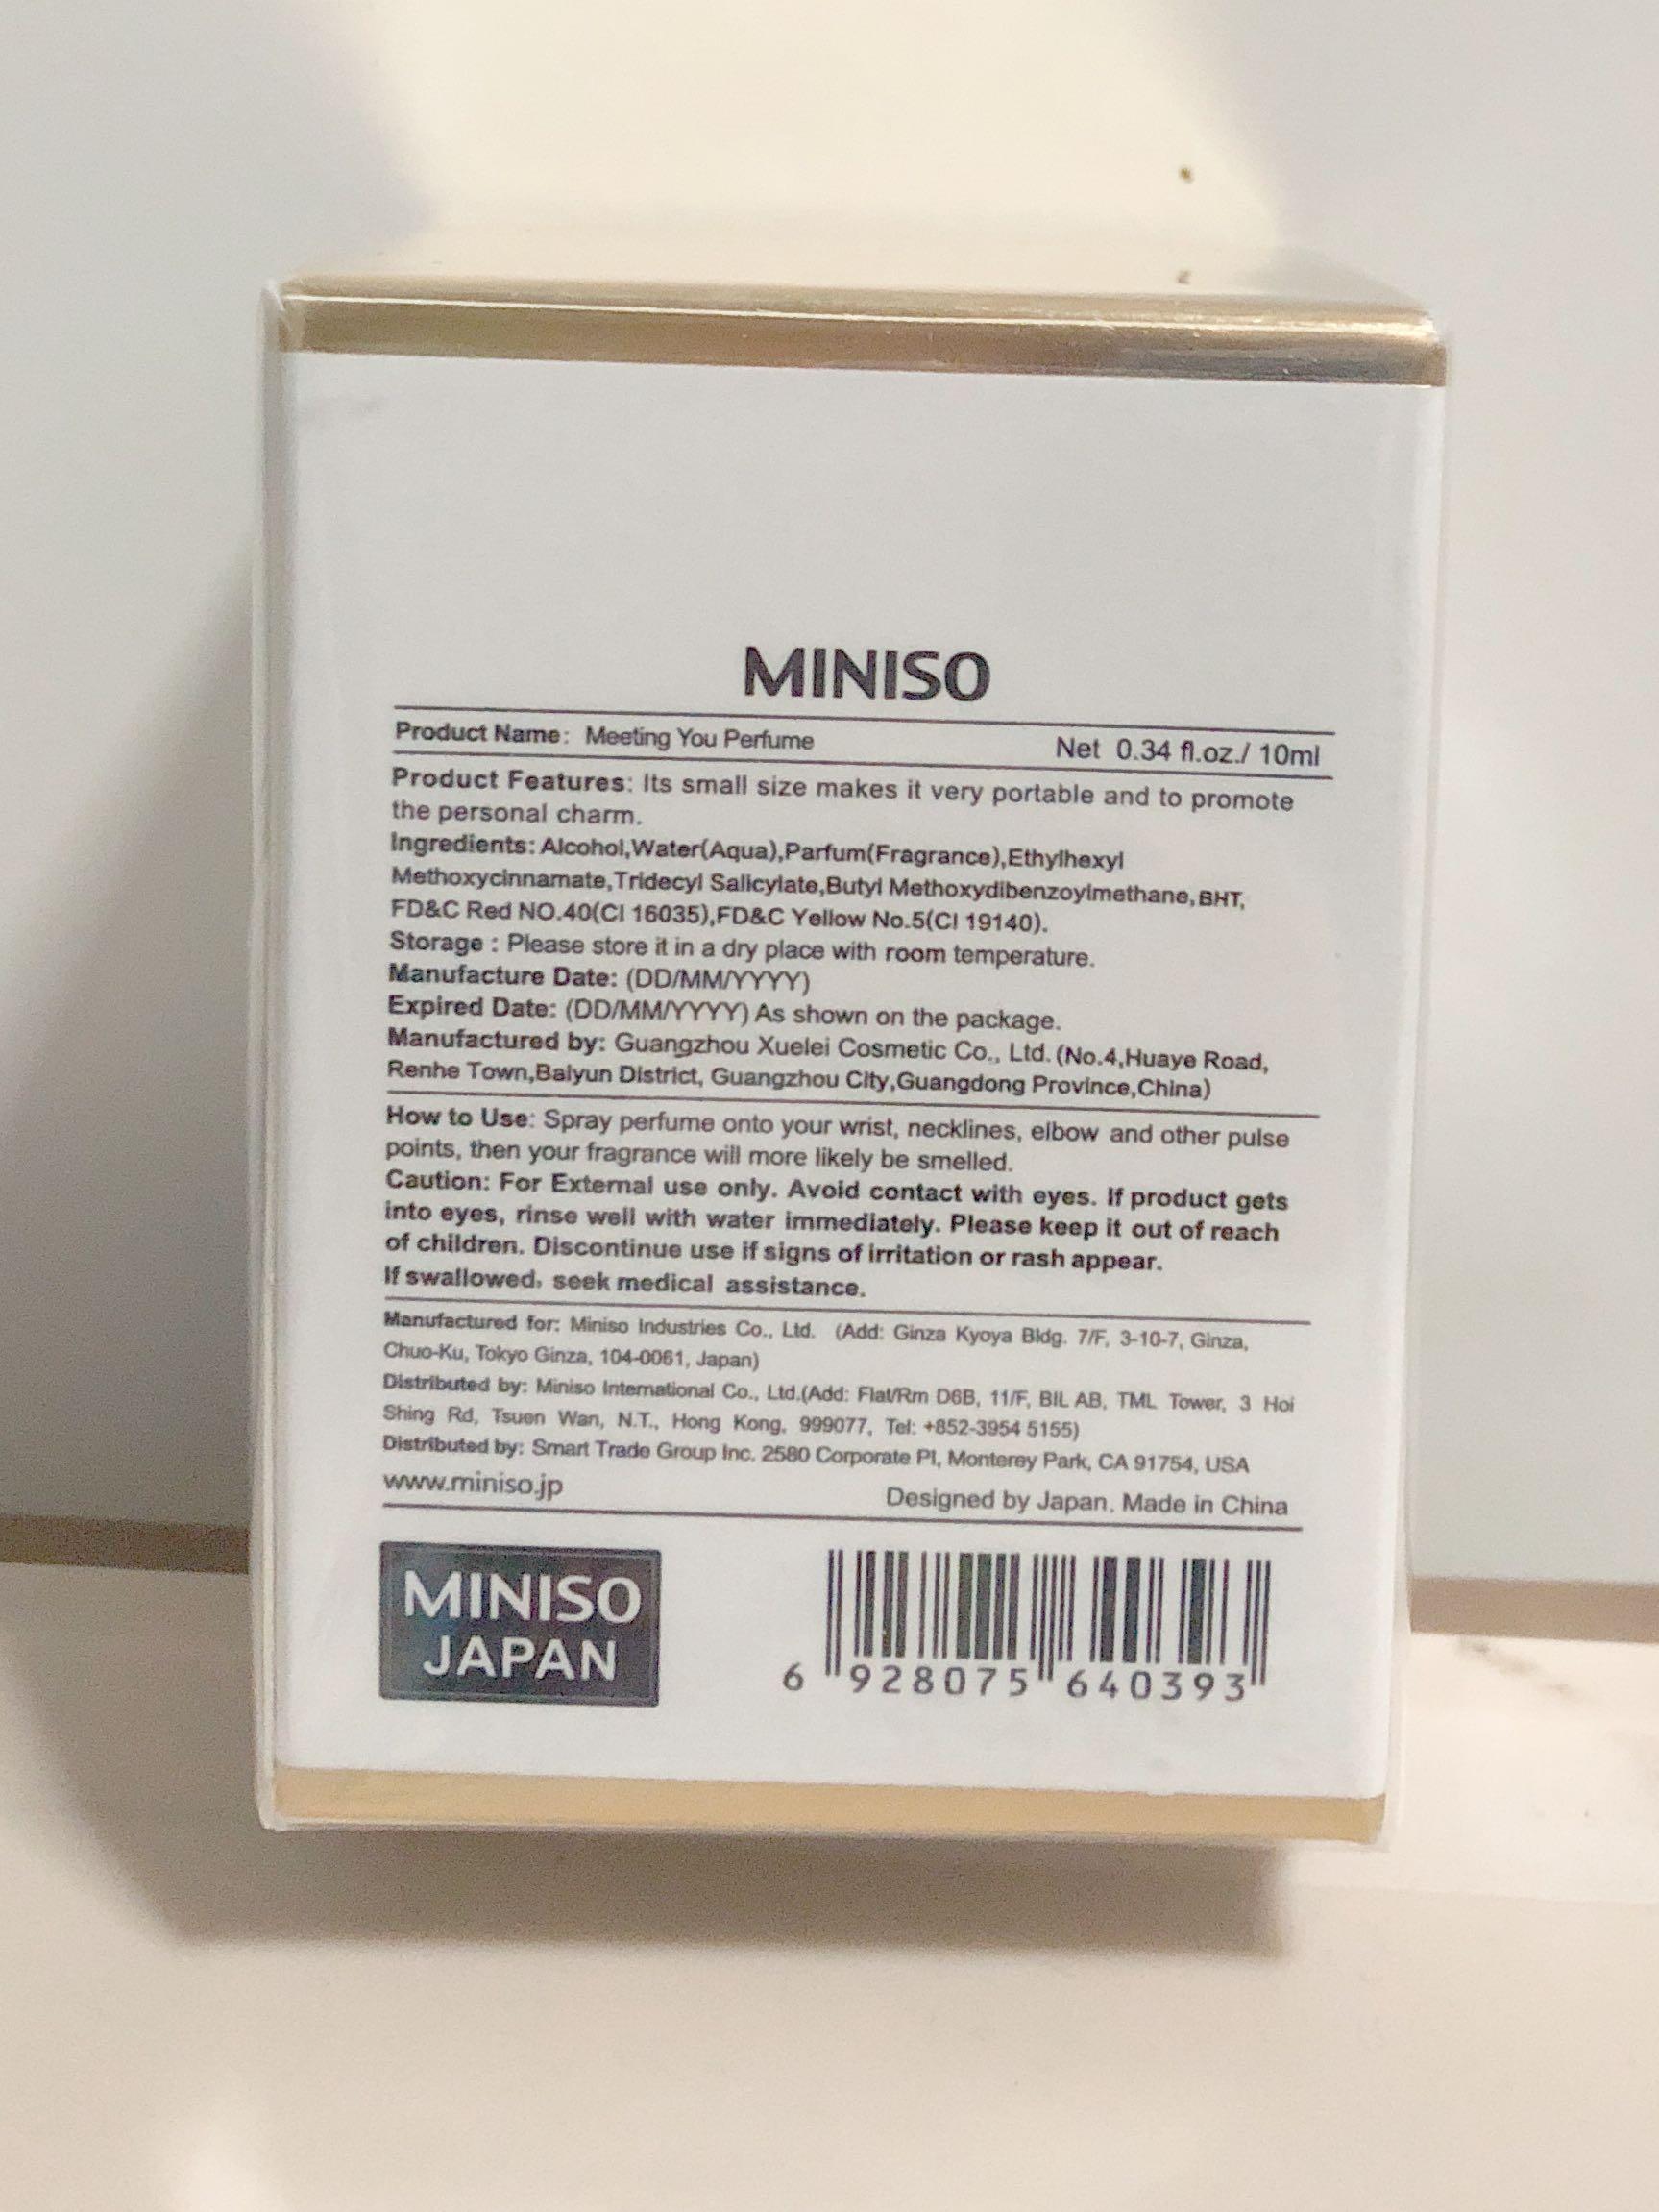 MINISO
Product Name: Meeting You Perfume Net 0.34 fl.oz./ 10ml
Product Features: Its small size makes it very portable and to promote
the personal charm.
Ingredients: Alcohol,Water(Aqua),Parfum(Fragrance),Ethylhexyl
Methoxycinnamate,Tridecyl Salicylate,Butyl Methoxydibenzoylmethane,BHT,
FD&C Red NO.40(CI 16035),FD&C Yellow No.5(CI 19140).
Storage : Please store it in a dry place with room temperature.
Manufacture Date: (DD/MM/YYYY)
Expired Date: (DD/MM/YYYY) As shown on the package.
Manufactured by: Guangzhou Xuelei Cosmetic Co., Ltd. (No.4,Huaye Road,
Renhe Town,Baiyun District, Guangzhou City,Guangdong Province,China)
How to Use: Spray perfume onto your wrist, necklines, elbow and other pulse
points, then your fragrance will more likely be smelled.
Caution: For External use only. Avoid contact with eyes. If product gets
into eyes, rinse well with water immediately. Please keep it out of reach
of children. Discontinue use if signs of irritation or rash appear.
If swallowed, seek medical assistance.
Manufactured for: Miniso Industries Co., Ltd. (Add: Ginza Kyoya Bldg. 7/F, 3-10-7, Ginza,
Chuo-Ku, Tokyo Ginza, 104-0061, Japan)
Distributed by: Miniso International Co., Ltd.(Add: Flat/Rm D6B, 11/F, BIL AB, TML Tower, 3 Hoi
Shing Rd, Tsuen Wan, N.T., Hong Kong, 999077, Tel: +852-3954 5155)
Distributed by: Smart Trade Group Inc. 2580 Corporate Pl, Monterey Park, CA 91754, USA
www.miniso.jp Designed by Japan. Made in China
MINISO
JAPAN
6 928075 640393